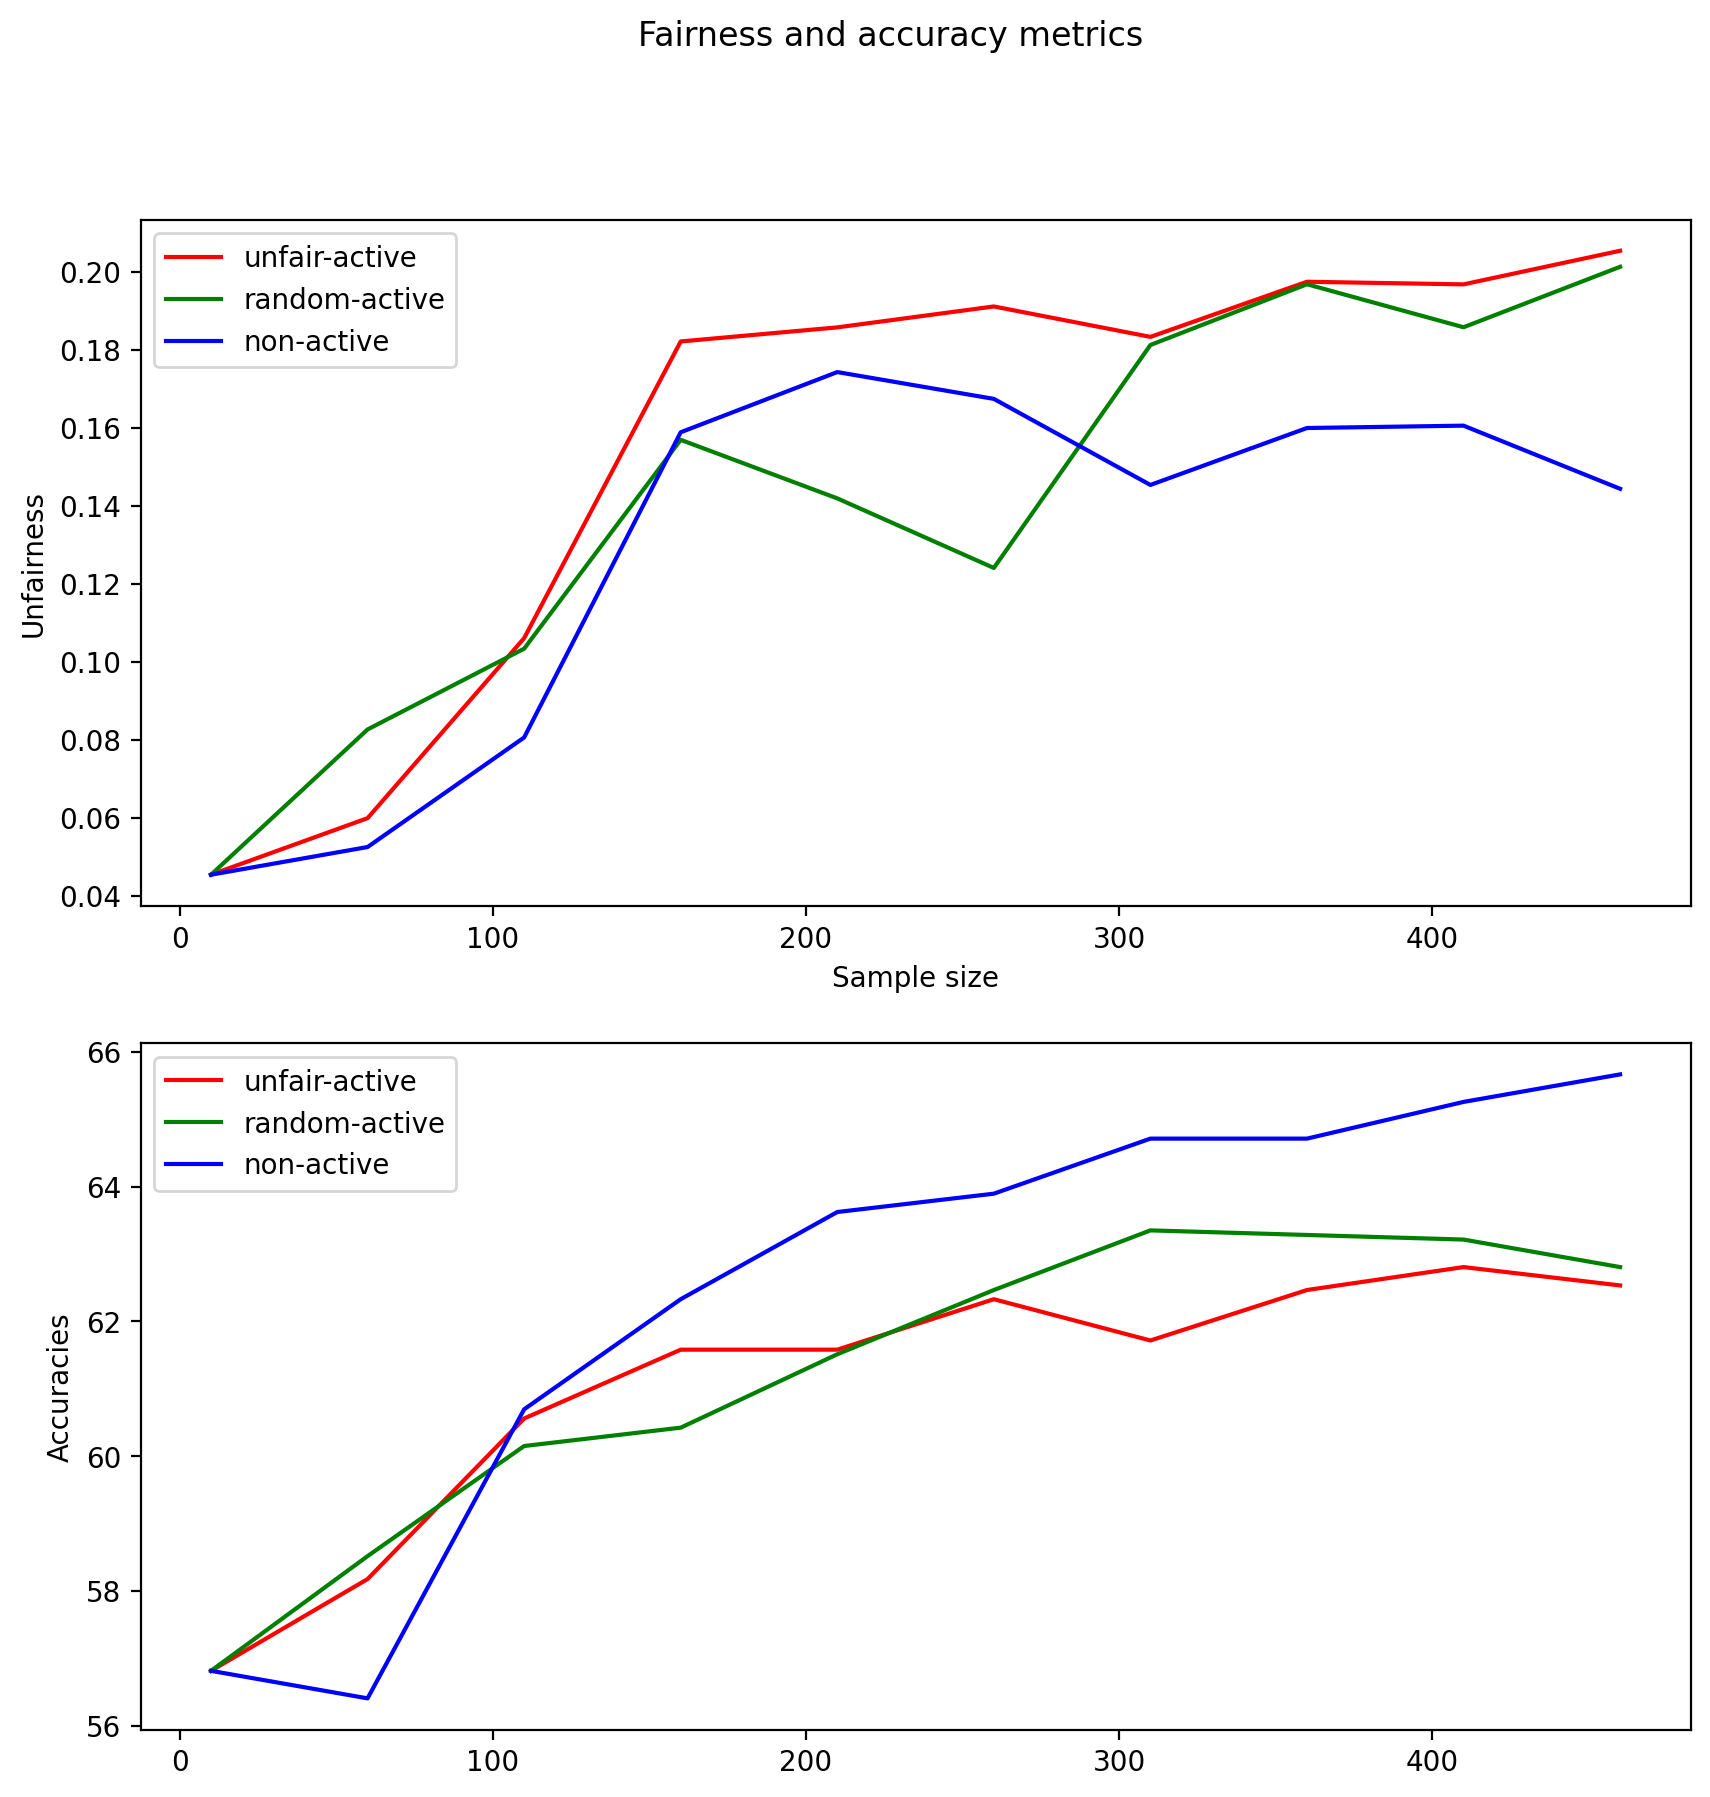 Fairness and accuracy metrics
unfair-active
random-active
non-active
0.20
0.18
0.16
0.14
0.12
0.10
0.08
0.06
0.04
Unfairness
0 100 200 300 400
Sample size
unfair-active
random-active
non-active
66
64
62
60
58
56
Accuracies
0 100 200 300 400